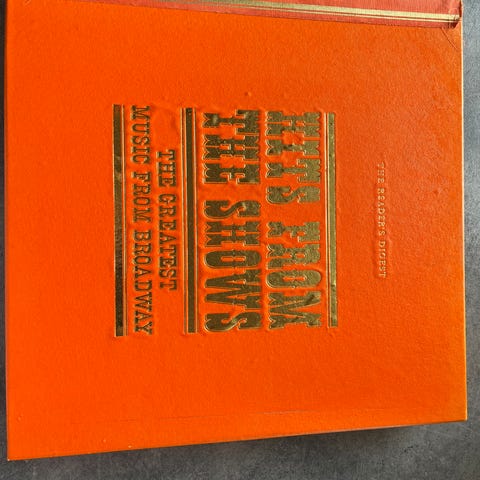 THE READER'S DIGEST
HITS FROM
THE SHOWS
THE GREATEST
MUSIC FROM BROADWAY